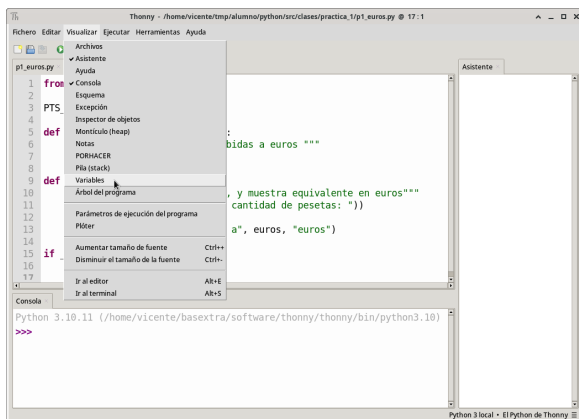 Thonny - /home/vicente/tmp/alumno/python/src/clases/practica_1/p1_euros.py @ 17 : 1
Fichero Editar Visualizar Ejecutar Herramientas Ayuda
Archivos
✔ Asistente
Ayuda
✔ Consola
Esquema
Excepción
Inspector de objetos
Montículo (heap)
Notas
PORHACER
Pila (stack)
Variables
Árbol del programa
Parámetros de ejecución del programa
Plóter
Aumentar tamaño de fuente Ctrl++
Disminuir el tamaño de la fuente Ctrl+-
Ir al editor Alt+E
Ir al terminal Alt+S
p1_euros.py
1 from
2
3 PTS_
4
5 def :
6 bidas a euros """
7
8
9 def
10 , y muestra equivalente en euros"""
11 cantidad de pesetas: "))
12
13 a", euros, "euros")
14
15 if _
16
17
Asistente
Consola
Python 3.10.11 (/home/vicente/basextra/software/thonny/thonny/bin/python3.10)
>>>
Python 3 local • El Python de Thonny ☰